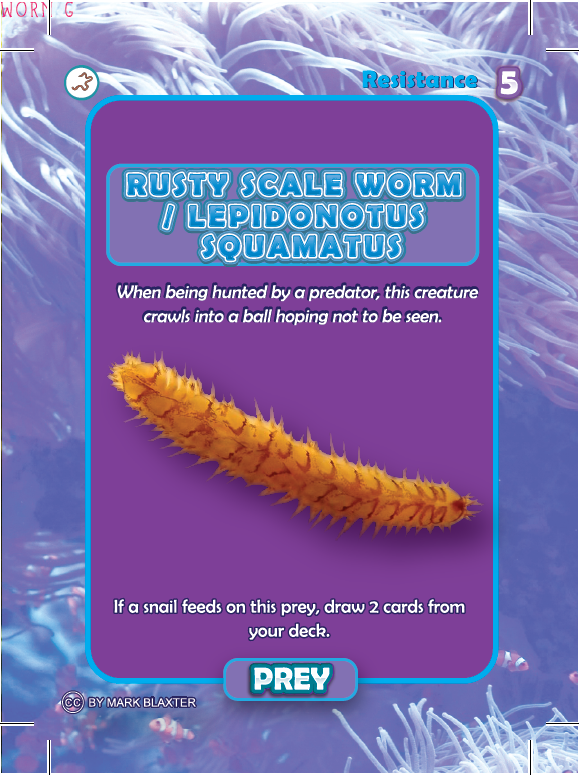 WORM G
Resistance 5
RUSTY SCALE WORM
/ LEPIDONOTUS
SQUAMATUS
When being hunted by a predator, this creature
crawls into a ball hoping not to be seen.
If a snail feeds on this prey, draw 2 cards from
your deck.
PREY
CC BY MARK BLAXTER